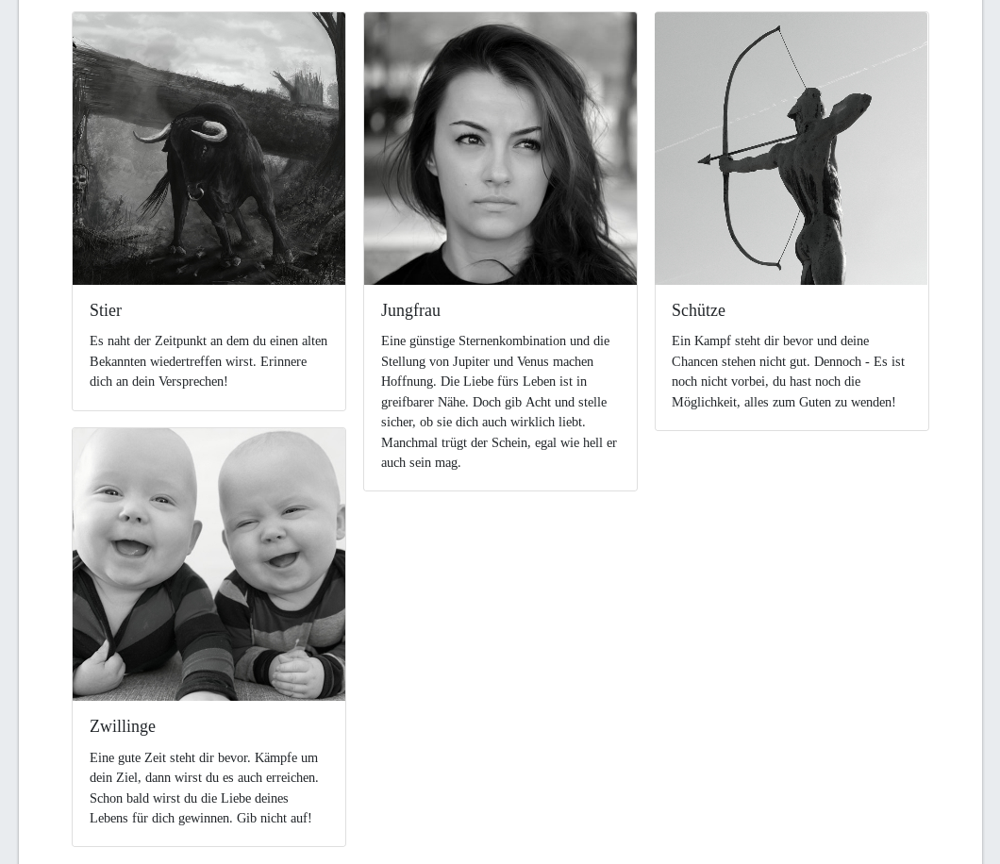 Stier
Es naht der Zeitpunkt an dem du einen alten
Bekannten wiedertreffen wirst. Erinnere
dich an dein Versprechen!
Zwillinge
Eine gute Zeit steht dir bevor. Kämpfe um
dein Ziel, dann wirst du es auch erreichen.
Schon bald wirst du die Liebe deines
Lebens für dich gewinnen. Gib nicht auf!
Jungfrau
Eine günstige Sternenkombination und die
Stellung von Jupiter und Venus machen
Hoffnung. Die Liebe fürs Leben ist in
greifbarer Nähe. Doch gib Acht und stelle
sicher, ob sie dich auch wirklich liebt.
Manchmal trügt der Schein, egal wie hell er
auch sein mag.
Schütze
Ein Kampf steht dir bevor und deine
Chancen stehen nicht gut. Dennoch - Es ist
noch nicht vorbei, du hast noch die
Möglichkeit, alles zum Guten zu wenden!